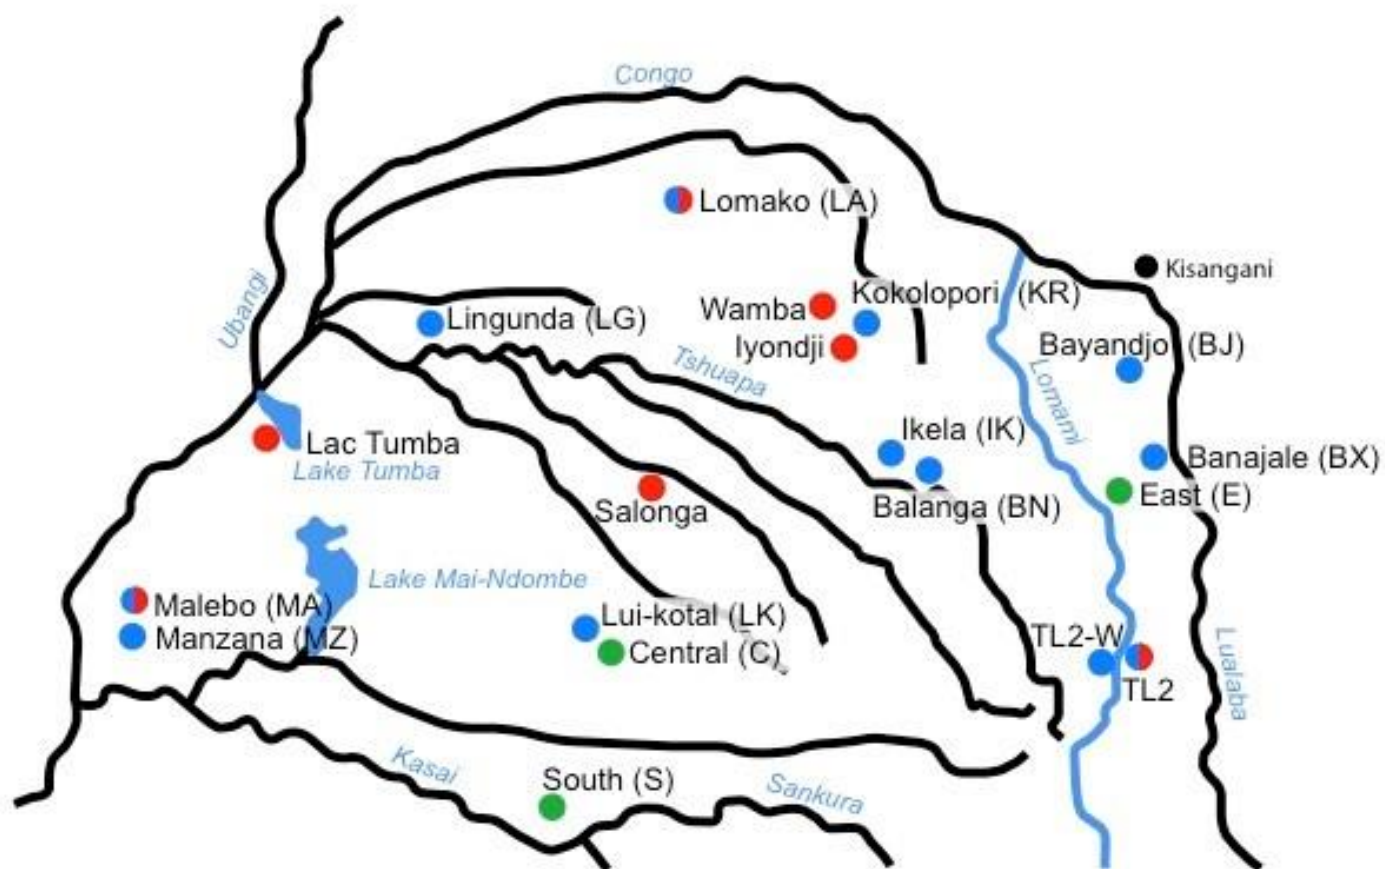 Congo
Lomako (LA)
Ubangi
Kisangani
Kokolopori (KR)
Wamba
Lingunda (LG)
Iyondji
Bayandjo (BJ)
Tshuapa
Lomami
Ikela (IK)
Lac Tumba
Lake Tumba
Banajale (BX)
East (E)
Salonga
Balanga (BN)
Lake Mai-Ndombe
Malebo (MA)
Manzana (MZ)
Lui-kotal (LK)
Central (C)
TL2-W
TL2
Lualaba
Kasai
South (S)
Sankura